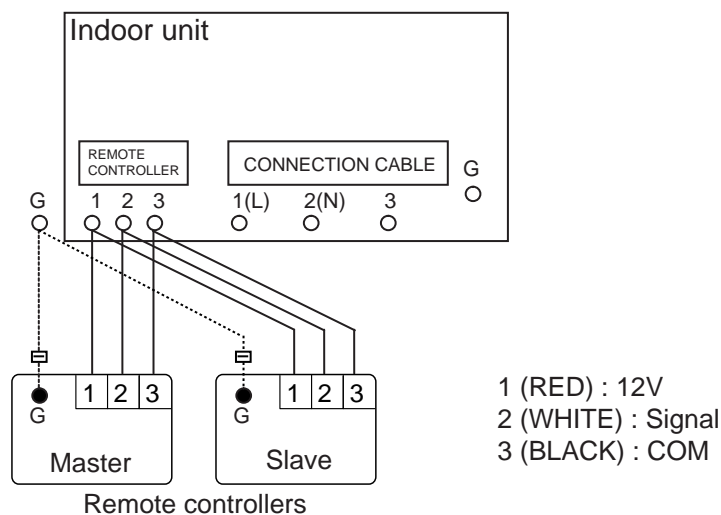 Indoor unit
REMOTE
CONTROLLER
CONNECTION CABLE
G
G
1 2 3
1(L) 2(N) 3
1 2 3
1 2 3
G
G
Master
Slave
Remote controllers
1 (RED) : 12V
2 (WHITE) : Signal
3 (BLACK) : COM